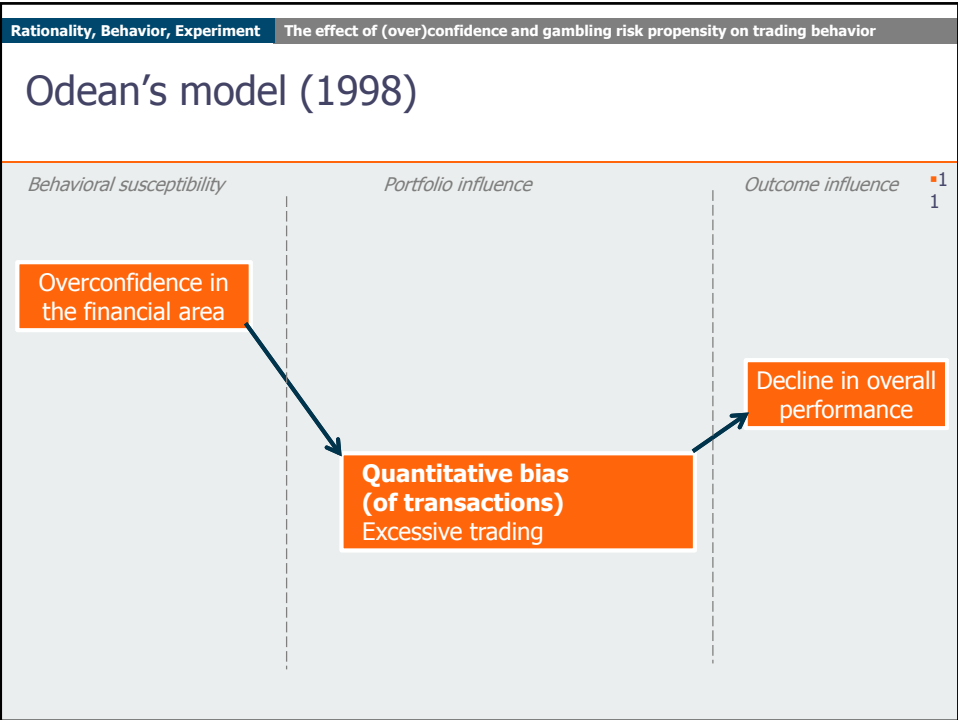 Rationality, Behavior, Experiment The effect of (over)confidence and gambling risk propensity on trading behavior
Odean’s model (1998)
Behavioral susceptibility
Portfolio influence
Outcome influence
▪1
1
Overconfidence in
the financial area
Decline in overall
performance
Quantitative bias
(of transactions)
Excessive trading